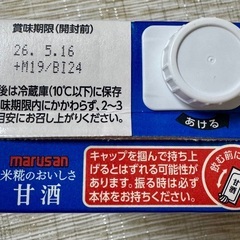 賞味期限（開封前）
26. 5.16
+M19/BI24
後は冷蔵庫(10℃以下)に保存
味期限内にかかわらず、2〜3
目安にお召し上がりください。
あける
marusan
米糀のおいしさ
甘酒
キャップを掴んで持ち上
げるとはずれる可能性が
あります。振る時は必ず
本体をお持ちください。
飲む前に